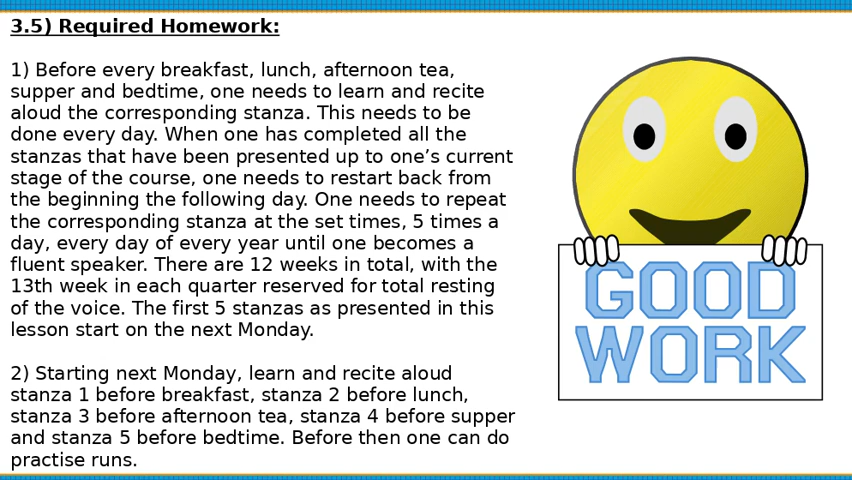 3.5) Required Homework:
1) Before every breakfast, lunch, afternoon tea,
supper and bedtime, one needs to learn and recite
aloud the corresponding stanza. This needs to be
done every day. When one has completed all the
stanzas that have been presented up to one’s current
stage of the course, one needs to restart back from
the beginning the following day. One needs to repeat
the corresponding stanza at the set times, 5 times a
day, every day of every year until one becomes a
fluent speaker. There are 12 weeks in total, with the
13th week in each quarter reserved for total resting
of the voice. The first 5 stanzas as presented in this
lesson start on the next Monday.
2) Starting next Monday, learn and recite aloud
stanza 1 before breakfast, stanza 2 before lunch,
stanza 3 before afternoon tea, stanza 4 before supper
and stanza 5 before bedtime. Before then one can do
practise runs.
GOOD
WORK